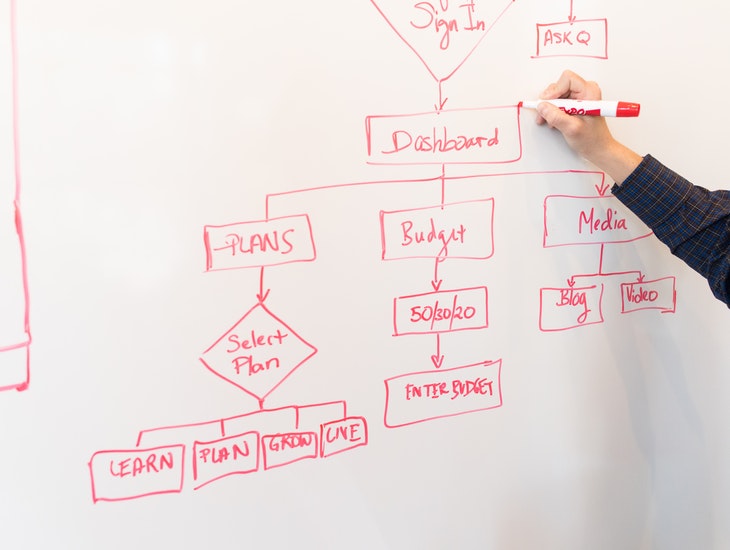 Sign In
ASK Q
Dashboard
PLANS
Budget
Media
Select
Plan
50/30/20
Blog
Video
ENTER BUDGET
LEARN
PLAN
GROW
LIVE